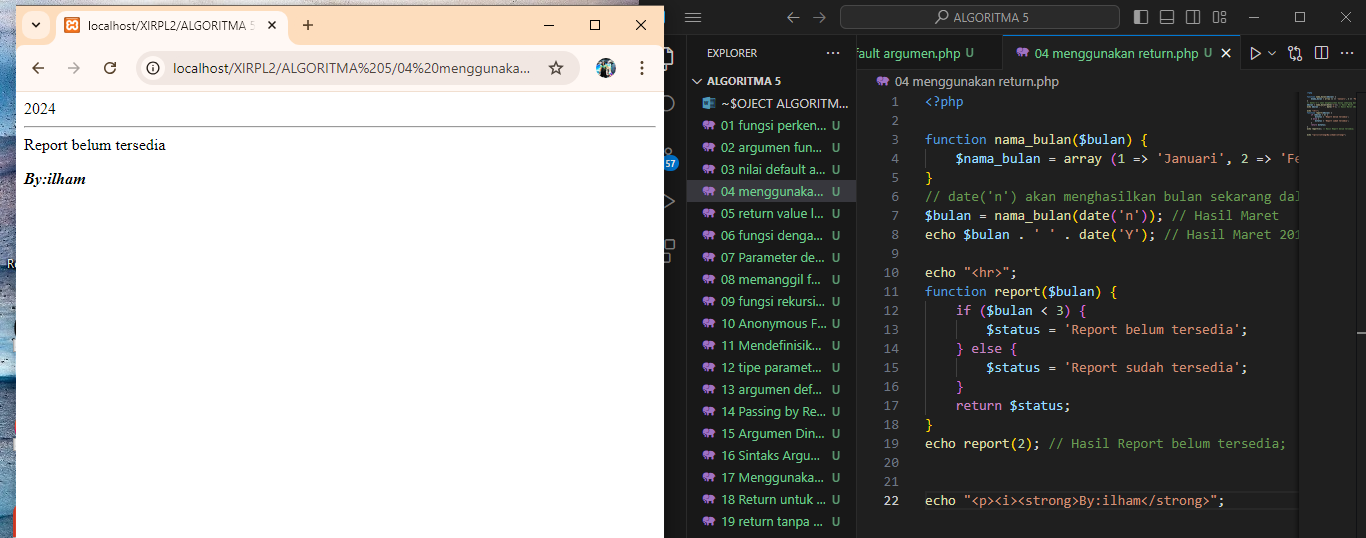 localhost/XIRPL2/ALGORITMA 5
localhost/XIRPL2/ALGORITMA%205/04%20menggunaka...
2024
Report belum tersedia
By:ilham
ALGORITMA 5
EXPLORER
ALGORITMA 5
~$OJECT ALGORITM...
01 fungsi perken... U
02 argumen fun... U
03 nilai default a... U
04 menggunaka... U
05 return value l... U
06 fungsi denga... U
07 Parameter de... U
08 memanggil f... U
09 fungsi rekursi... U
10 Anonymous F... U
11 Mendefinisik... U
12 tipe paramet... U
13 argumen def... U
14 Passing by Re... U
15 Argumen Din... U
16 Sintaks Argu... U
17 Menggunaka... U
18 Return untuk ... U
19 return tanpa ... U
57
fault argumen.php U
04 menggunakan return.php U
04 menggunakan return.php
1 <?php
2
3 function nama_bulan($bulan) {
4 $nama_bulan = array (1 => 'Januari', 2 => 'Fe
5 }
6 // date('n') akan menghasilkan bulan sekarang dal
7 $bulan = nama_bulan(date('n')); // Hasil Maret
8 echo $bulan . ' ' . date('Y'); // Hasil Maret 201
9
10 echo "<hr>";
11 function report($bulan) {
12 if ($bulan < 3) {
13 $status = 'Report belum tersedia';
14 } else {
15 $status = 'Report sudah tersedia';
16 }
17 return $status;
18 }
19 echo report(2); // Hasil Report belum tersedia;
20
21
22 echo "<p><i><strong>By:ilham</strong>";